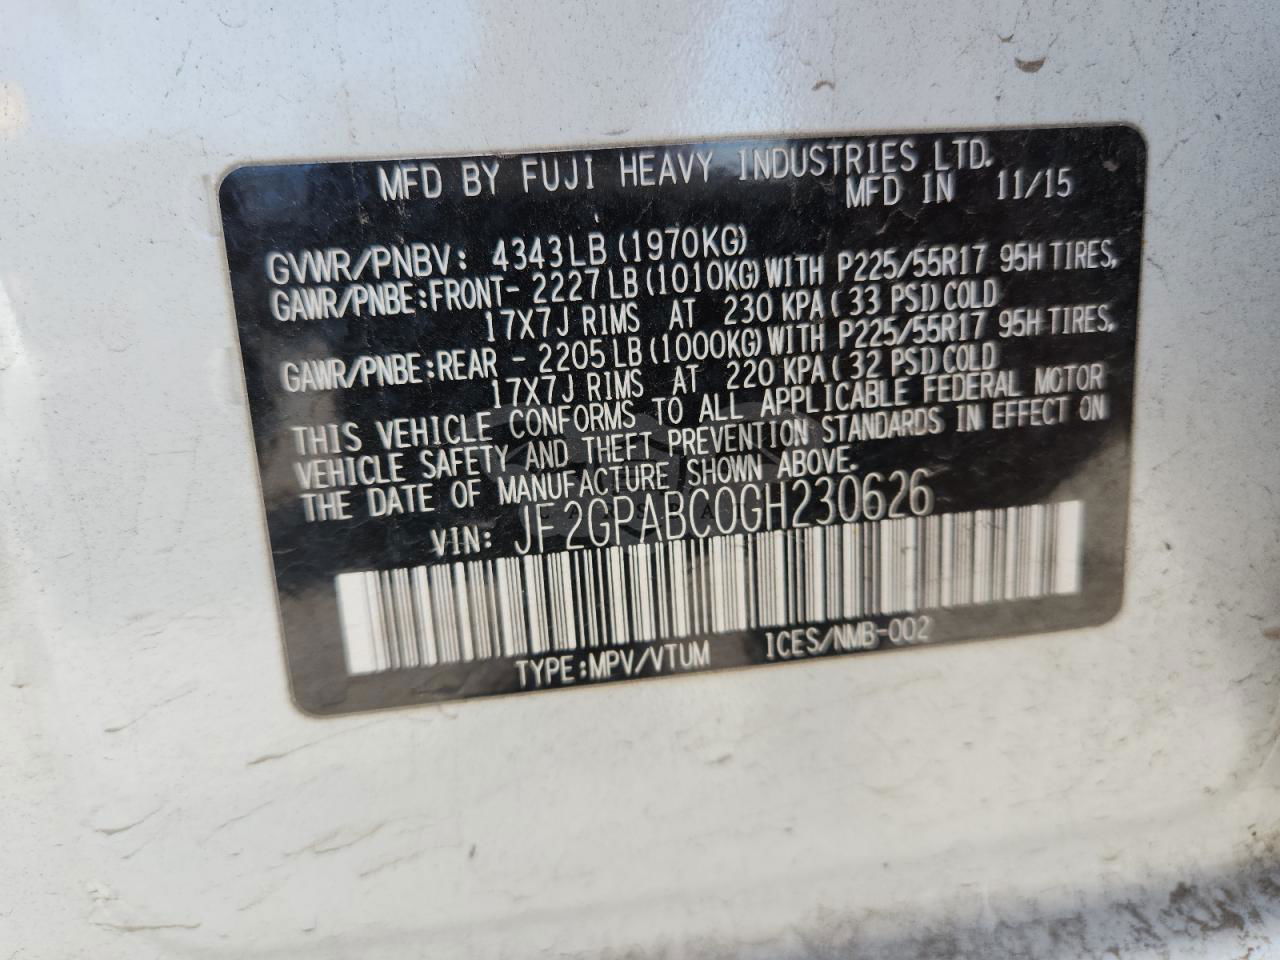 MFD BY FUJI HEAVY INDUSTRIES LTD.
MFD IN 11/15
GVWR/PNBV: 4343LB (1970KG)
GAWR/PNBE:FRONT- 2227LB(1010KG)WITH P225/55R17 95H TIRES,
17X7J RIMS AT 230 KPA( 33 PSI)COLD
GAWR/PNBE:REAR - 2205LB(1000KG)WITH P225/55R17 95H TIRES,
17X7J RIMS AT 220 KPA( 32 PSI)COLD
THIS VEHICLE CONFORMS TO ALL APPLICABLE FEDERAL MOTOR
VEHICLE SAFETY AND THEFT PREVENTION STANDARDS IN EFFECT ON
THE DATE OF MANUFACTURE SHOWN ABOVE.
VIN: JF2GPABC0GH230626
TYPE:MPV/VTUM ICES/NMB-002